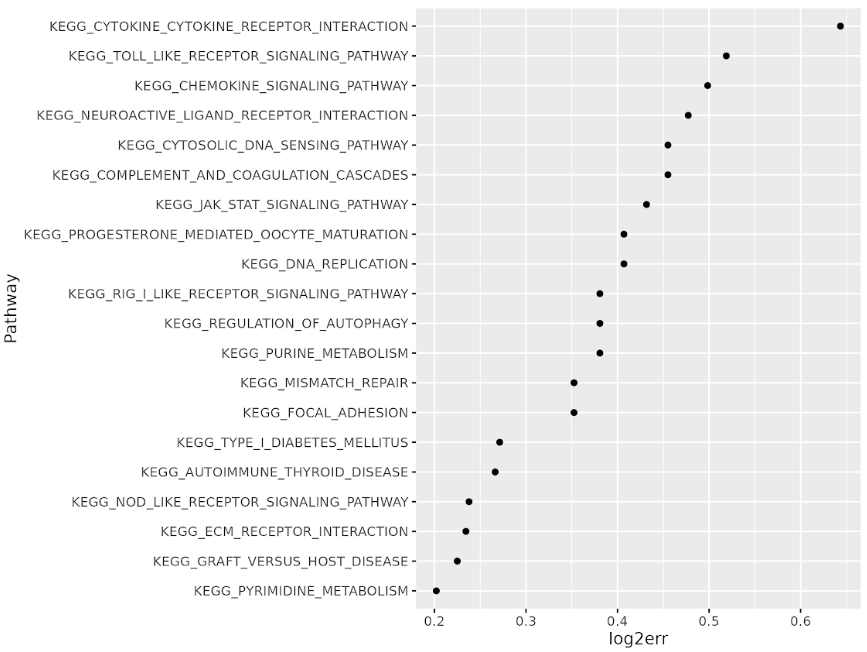 KEGG_CYTOKINE_CYTOKINE_RECEPTOR_INTERACTION
KEGG_TOLL_LIKE_RECEPTOR_SIGNALING_PATHWAY
KEGG_CHEMOKINE_SIGNALING_PATHWAY
KEGG_NEUROACTIVE_LIGAND_RECEPTOR_INTERACTION
KEGG_CYTOSOLIC_DNA_SENSING_PATHWAY
KEGG_COMPLEMENT_AND_COAGULATION_CASCADES
KEGG_JAK_STAT_SIGNALING_PATHWAY
KEGG_PROGESTERONE_MEDIATED_OOCYTE_MATURATION
KEGG_DNA_REPLICATION
KEGG_RIG_I_LIKE_RECEPTOR_SIGNALING_PATHWAY
KEGG_REGULATION_OF_AUTOPHAGY
KEGG_PURINE_METABOLISM
KEGG_MISMATCH_REPAIR
KEGG_FOCAL_ADHESION
KEGG_TYPE_I_DIABETES_MELLITUS
KEGG_AUTOIMMUNE_THYROID_DISEASE
KEGG_NOD_LIKE_RECEPTOR_SIGNALING_PATHWAY
KEGG_ECM_RECEPTOR_INTERACTION
KEGG_GRAFT_VERSUS_HOST_DISEASE
KEGG_PYRIMIDINE_METABOLISM
Pathway
0.2 0.3 0.4 0.5 0.6
log2err